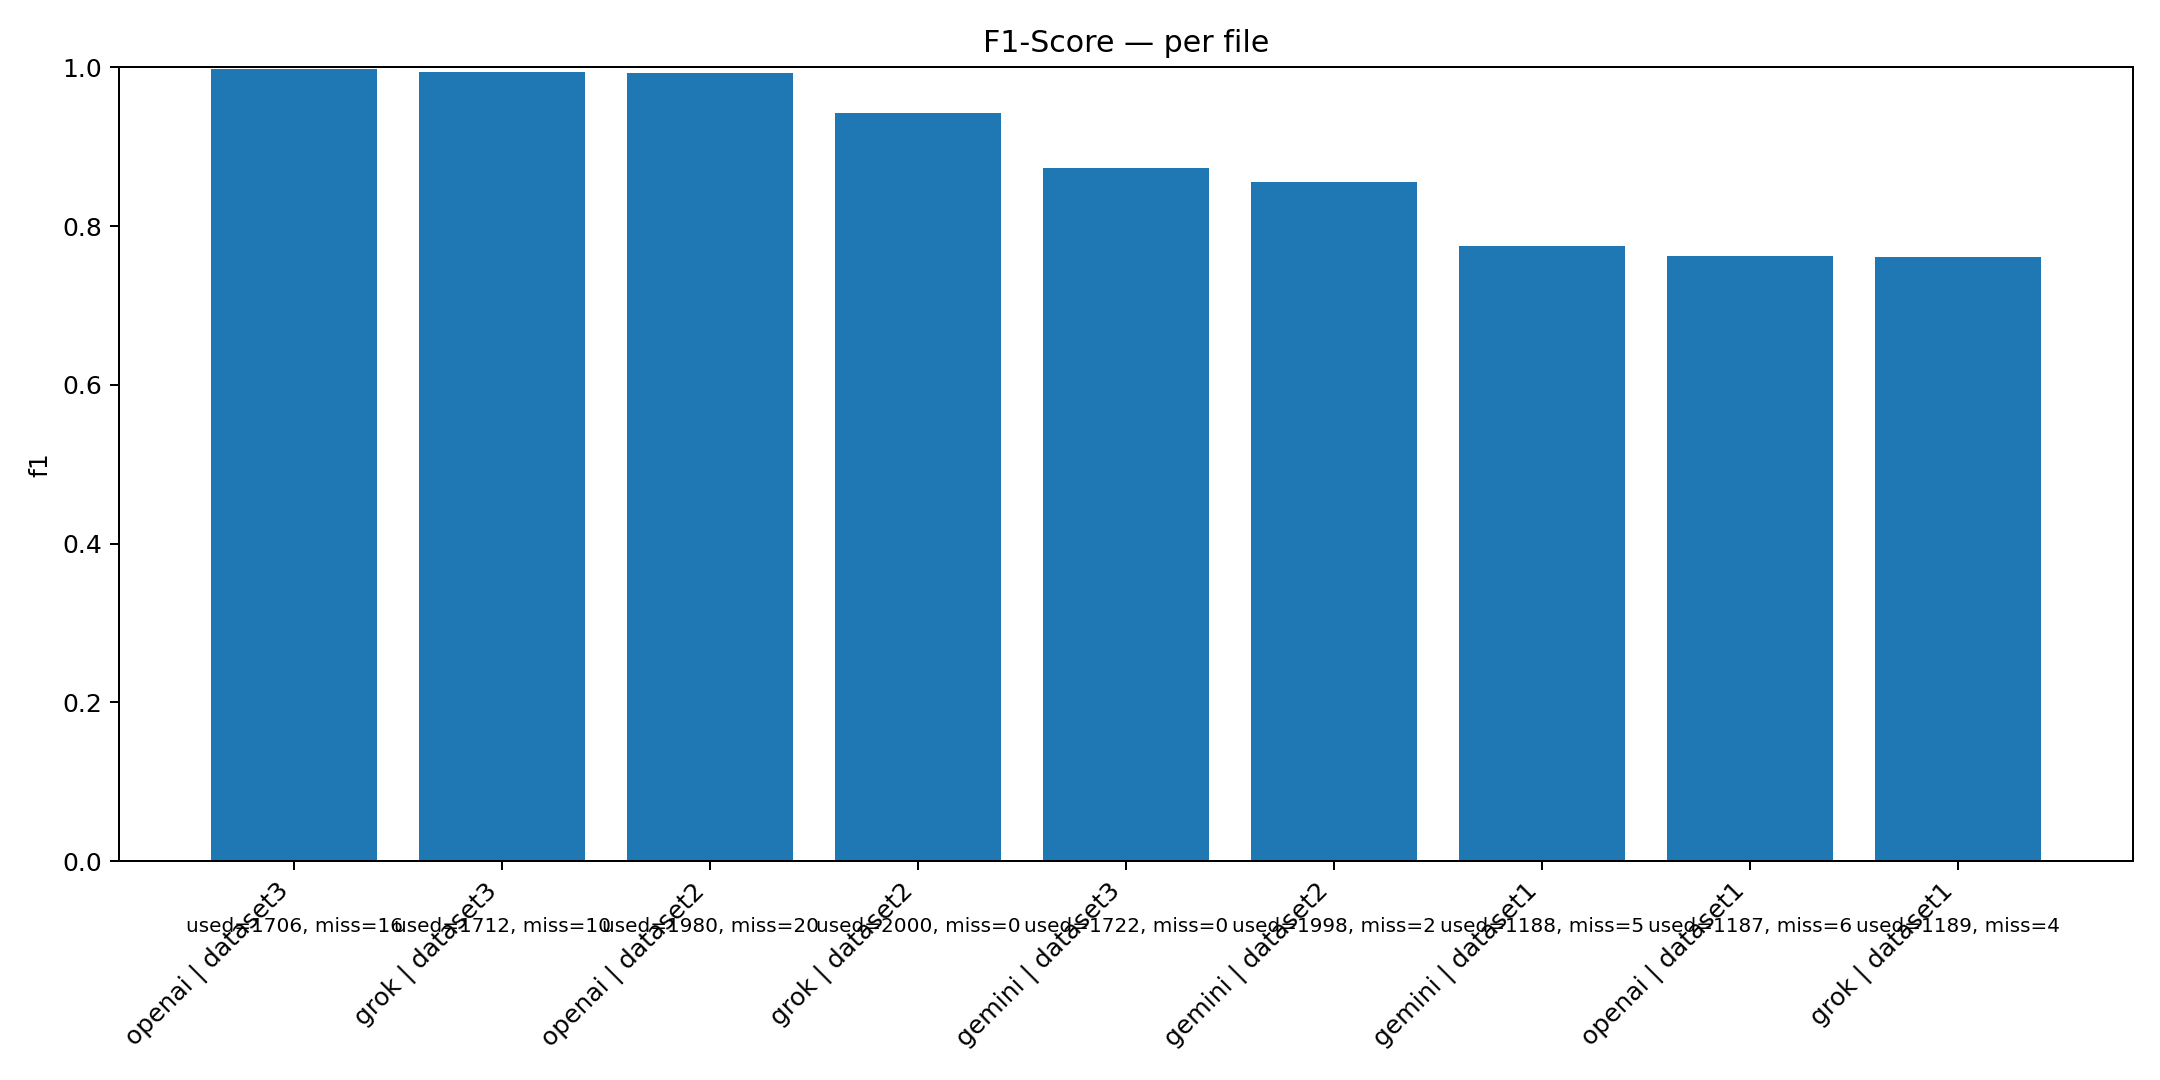 F1-Score — per file
1.0
0.8
0.6
0.4
0.2
0.0
f1
used=1706, miss=16
used=1712, miss=10
used=1980, miss=20
used=2000, miss=0
used=1722, miss=0
used=1998, miss=2
used=1188, miss=5
used=1187, miss=6
used=1189, miss=4
openai | dataset3
grok | dataset3
openai | dataset2
grok | dataset2
gemini | dataset3
gemini | dataset2
gemini | dataset1
openai | dataset1
grok | dataset1